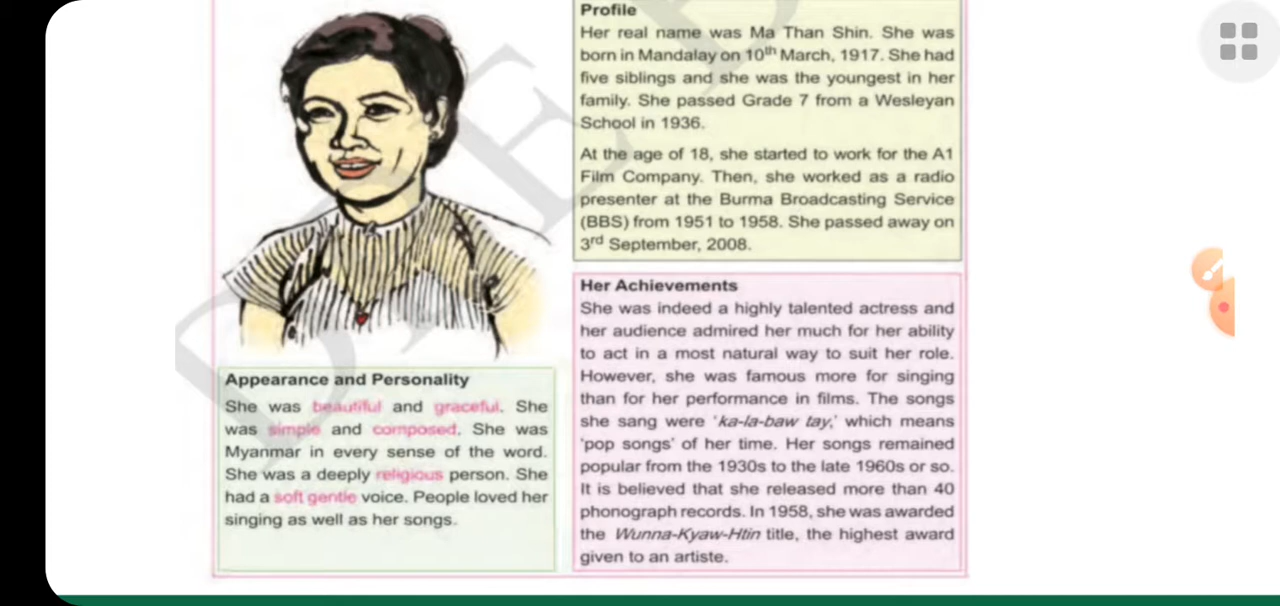 Profile
Her real name was Ma Than Shin. She was
born in Mandalay on 10th March, 1917. She had
five siblings and she was the youngest in her
family. She passed Grade 7 from a Wesleyan
School in 1936.
At the age of 18, she started to work for the A1
Film Company. Then, she worked as a radio
presenter at the Burma Broadcasting Service
(BBS) from 1951 to 1958. She passed away on
3rd September, 2008.
Her Achievements
She was indeed a highly talented actress and
her audience admired her much for her ability
to act in a most natural way to suit her role.
However, she was famous more for singing
than for her performance in films. The songs
she sang were 'ka-la-baw tay,' which means
'pop songs' of her time. Her songs remained
popular from the 1930s to the late 1960s or so.
It is believed that she released more than 40
phonograph records. In 1958, she was awarded
the Wunna-Kyaw-Htin title, the highest award
given to an artiste.
Appearance and Personality
She was beautiful and graceful. She
was simple and composed. She was
Myanmar in every sense of the word.
She was a deeply religious person. She
had a soft gentle voice. People loved her
singing as well as her songs.